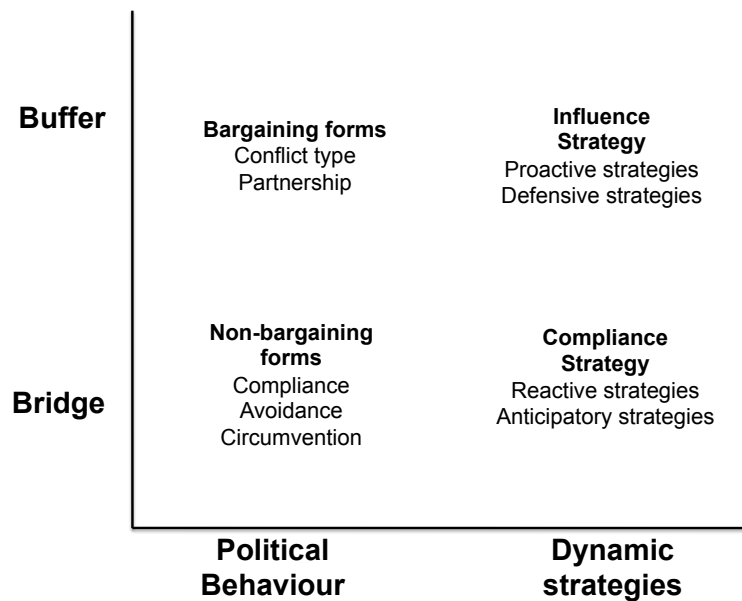 Buffer
Bargaining forms
Conflict type
Partnership
Influence
Strategy
Proactive strategies
Defensive strategies
Bridge
Non-bargaining
forms
Compliance
Avoidance
Circumvention
Compliance
Strategy
Reactive strategies
Anticipatory strategies
Political
Behaviour
Dynamic
strategies